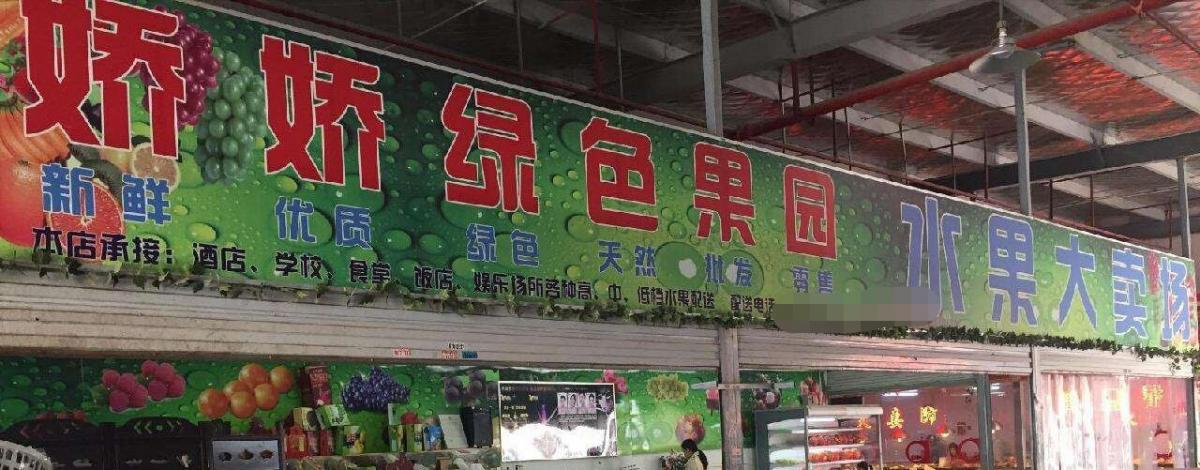 娇娇绿色果园 水果大卖场
新鲜 优质 绿色 天然 批发 零售
本店承接:酒店、学校、食堂、饭店、娱乐场所各种高、中、低档水果配送 配送电话